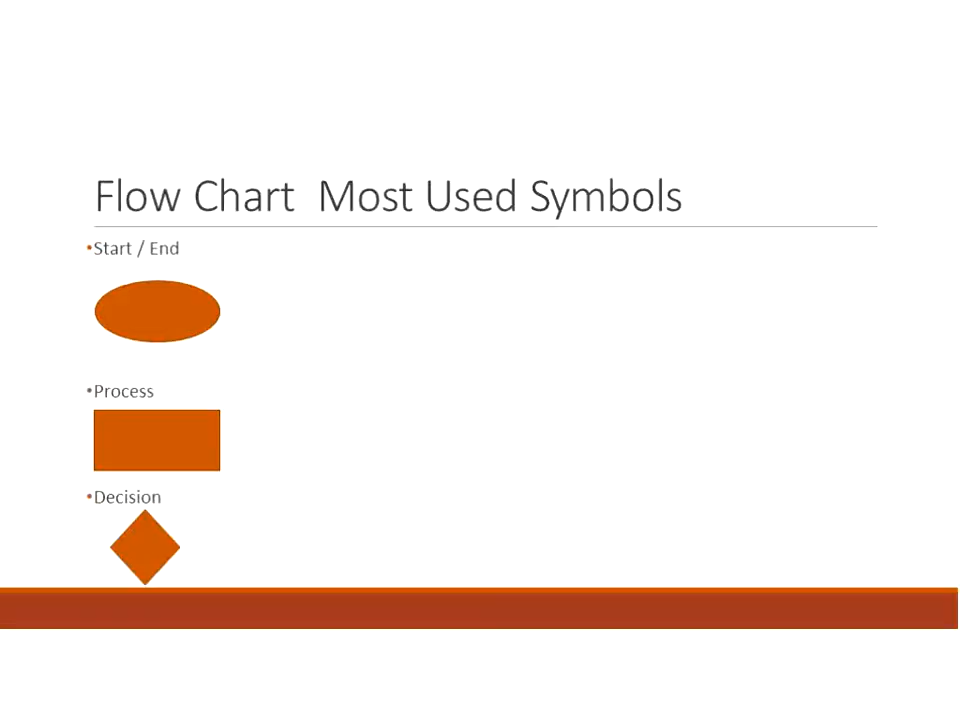 Flow Chart  Most Used Symbols
•Start / End
•Process
•Decision